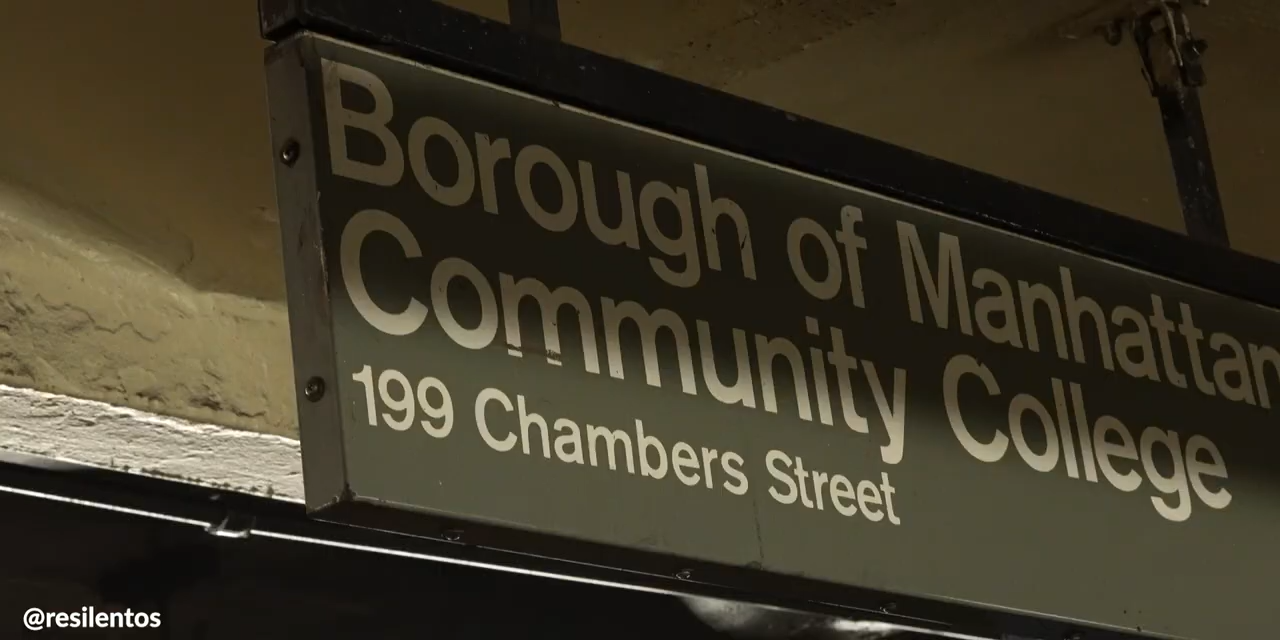 Borough of Manhattan
Community College
199 Chambers Street
@resilentos